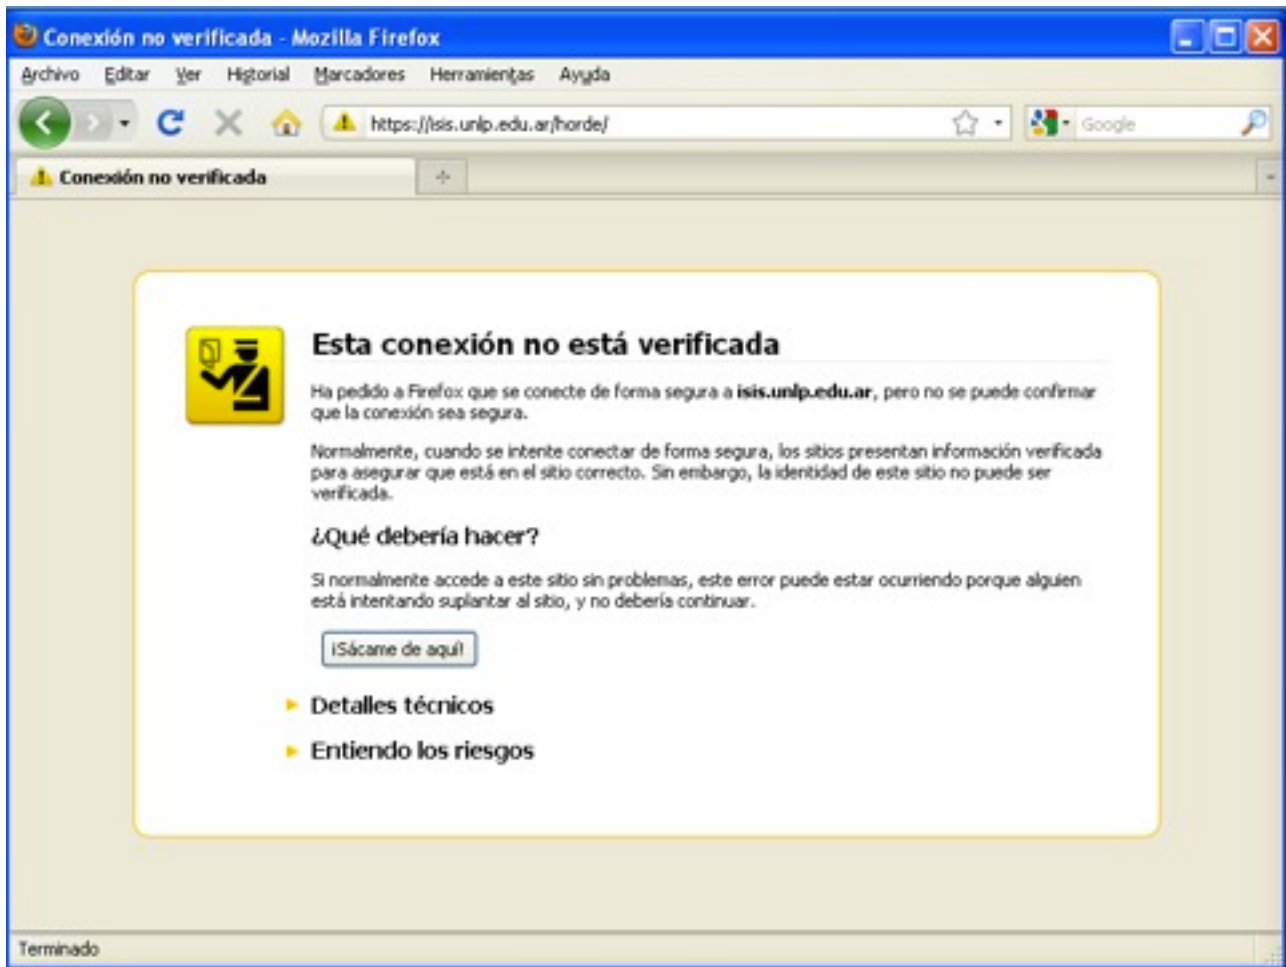 Conexión no verificada - Mozilla Firefox
Archivo Editar Ver Historial Marcadores Herramientas Ayuda
https://isis.unlp.edu.ar/horde/
Google
Conexión no verificada
Esta conexión no está verificada
Ha pedido a Firefox que se conecte de forma segura a isis.unlp.edu.ar, pero no se puede confirmar
que la conexión sea segura.
Normalmente, cuando se intente conectar de forma segura, los sitios presentan información verificada
para asegurar que está en el sitio correcto. Sin embargo, la identidad de este sitio no puede ser
verificada.
¿Qué debería hacer?
Si normalmente accede a este sitio sin problemas, este error puede estar ocurriendo porque alguien
está intentando suplantar al sitio, y no debería continuar.
¡Sácame de aquí!
Detalles técnicos
Entiendo los riesgos
Terminado